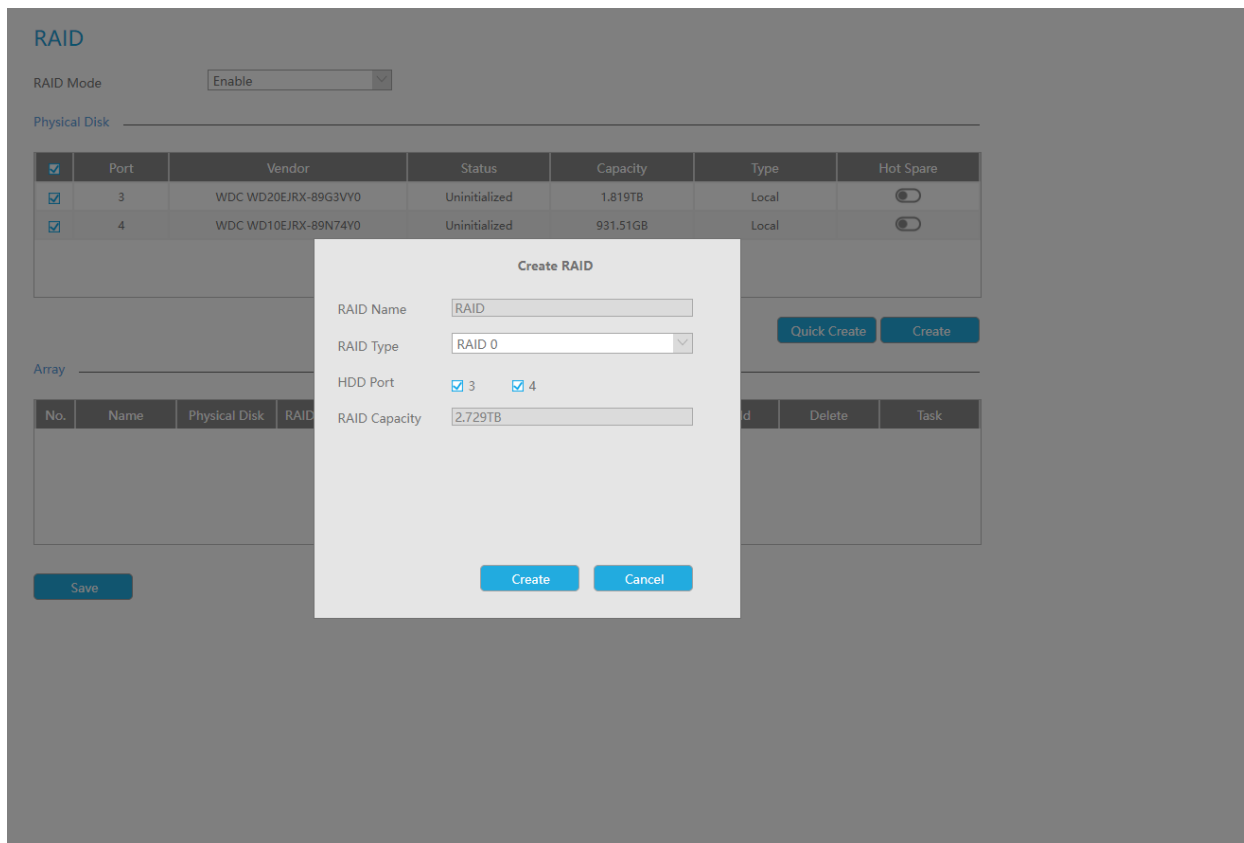 RAID
RAID Mode Enable
Physical Disk
Port Vendor Status Capacity Type Hot Spare
3 WDC WD20EJRX-89G3VY0 Uninitialized 1.819TB Local
4 WDC WD10EJRX-89N74Y0 Uninitialized 931.51GB Local
Create RAID
RAID Name RAID
RAID Type RAID 0
HDD Port 3 4
RAID Capacity 2.729TB
Create Cancel
Quick Create Create
Array
No. Name Physical Disk RAID ld Delete Task
Save